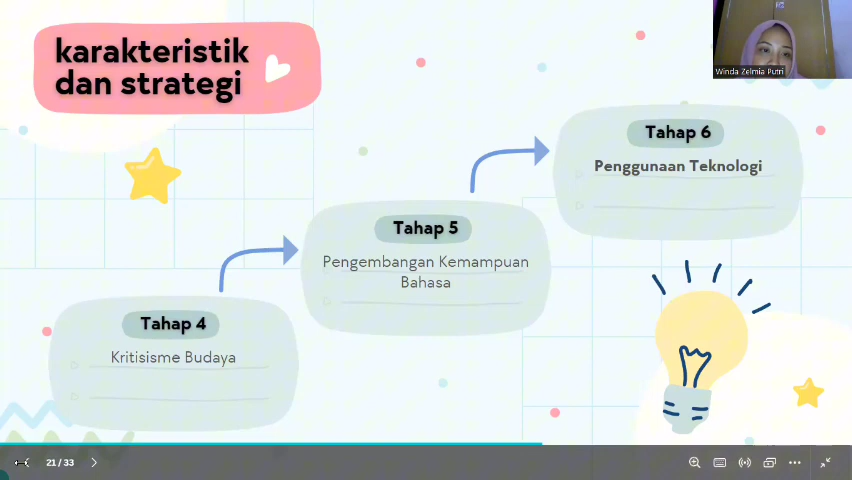 karakteristik
dan strategi
Winda Zelmia Putri
Tahap 6
Penggunaan Teknologi
Tahap 5
Pengembangan Kemampuan
Bahasa
Tahap 4
Kritisisme Budaya
21 / 33